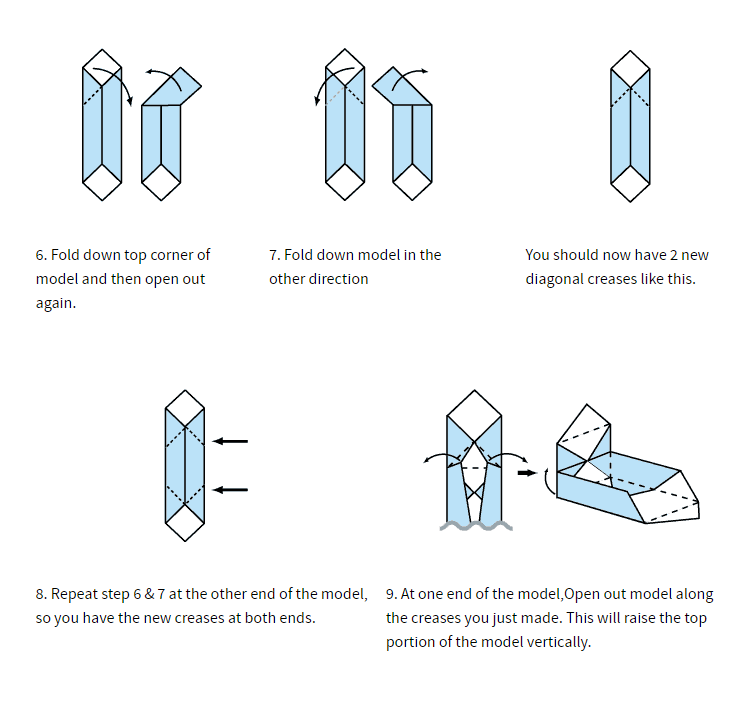 6. Fold down top corner of
model and then open out
again.
7. Fold down model in the
other direction
You should now have 2 new
diagonal creases like this.
8. Repeat step 6 & 7 at the other end of the model,
so you have the new creases at both ends.
9. At one end of the model,Open out model along
the creases you just made. This will raise the top
portion of the model vertically.